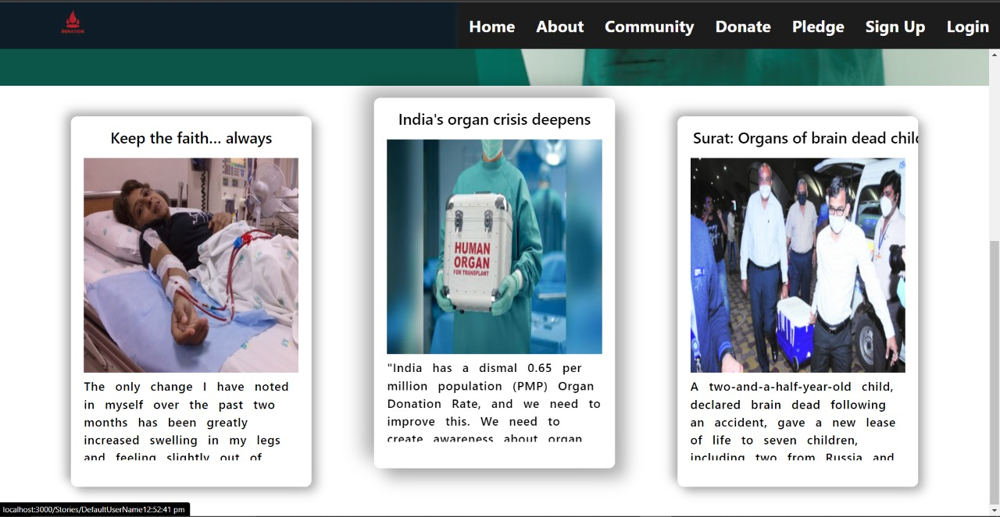 Home About Community Donate Pledge Sign Up Login
Keep the faith... always
The only change I have noted
in myself over the past two
months has been greatly
increased swelling in my legs
and feeling slightly out of
India's organ crisis deepens
HUMAN
ORGAN
FOR TRANSPLANT
"India has a dismal 0.65 per
million population (PMP) Organ
Donation Rate, and we need to
improve this. We need to
create awareness about organ
Surat: Organs of brain dead chil
A two-and-a-half-year-old child,
declared brain dead following
an accident, gave a new lease
of life to seven children,
including two from Russia and
localhost:3000/Stories/DefaultUserName12:52:41 pm